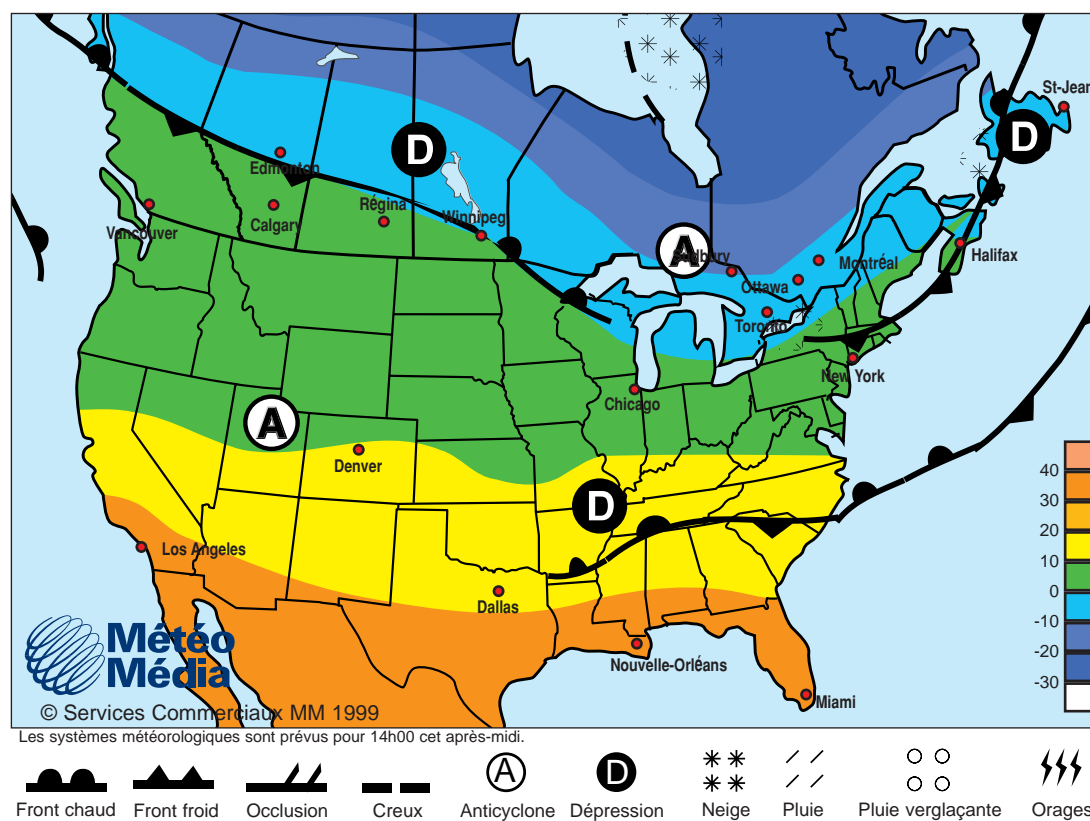 St-Jean
D
D
Edmonton
Calgary
Régina
Winnipeg
Vancouver
A
Sudbury
Ottawa
Montréal
Halifax
Toronto
New York
Chicago
A
Denver
D
Los Angeles
Dallas
Nouvelle-Orléans
Miami
40
30
20
10
0
-10
-20
-30
Météo
Média
© Services Commerciaux MM 1999
Les systèmes météorologiques sont prévus pour 14h00 cet après-midi.
A
D
Front chaud
Front froid
Occlusion
Creux
Anticyclone
Dépression
Neige
Pluie
Pluie verglaçante
Orages